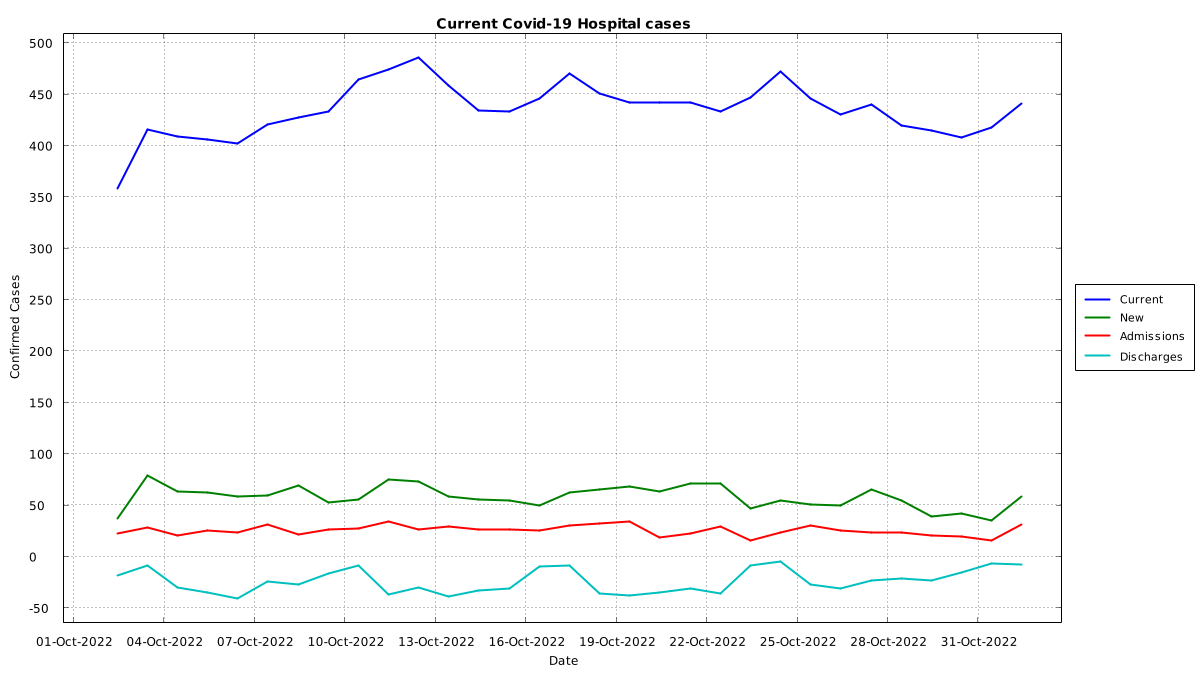 Current Covid-19 Hospital cases
500
450
400
350
300
250
200
150
100
50
0
-50
Confirmed Cases
01-Oct-2022 04-Oct-2022 07-Oct-2022 10-Oct-2022 13-Oct-2022 16-Oct-2022 19-Oct-2022 22-Oct-2022 25-Oct-2022 28-Oct-2022 31-Oct-2022
Date
Current
New
Admissions
Discharges